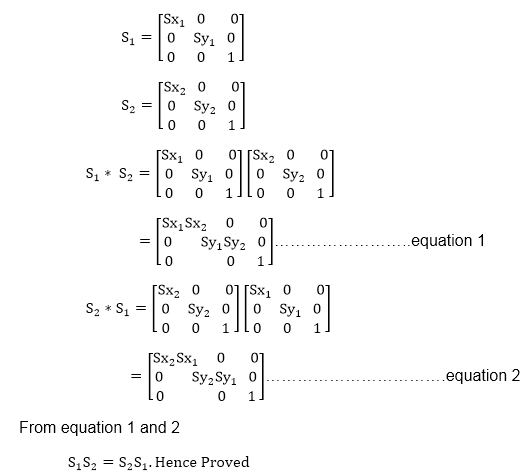 ⎡Sx₁ 0 0⎤
S₁ = ⎢0 Sy₁ 0⎥
⎣0 0 1⎦
⎡Sx₂ 0 0⎤
S₂ = ⎢0 Sy₂ 0⎥
⎣0 0 1⎦
⎡Sx₁ 0 0⎤⎡Sx₂ 0 0⎤
S₁ * S₂ = ⎢0 Sy₁ 0⎥⎢0 Sy₂ 0⎥
⎣0 0 1⎦⎣0 0 1⎦
⎡Sx₁Sx₂ 0 0⎤
= ⎢0 Sy₁Sy₂ 0⎥...........................equation 1
⎣0 0 1⎦
⎡Sx₂ 0 0⎤⎡Sx₁ 0 0⎤
S₂ * S₁ = ⎢0 Sy₂ 0⎥⎢0 Sy₁ 0⎥
⎣0 0 1⎦⎣0 0 1⎦
⎡Sx₂Sx₁ 0 0⎤
= ⎢0 Sy₂Sy₁ 0⎥...................................equation 2
⎣0 0 1⎦
From equation 1 and 2
S₁S₂ = S₂S₁. Hence Proved